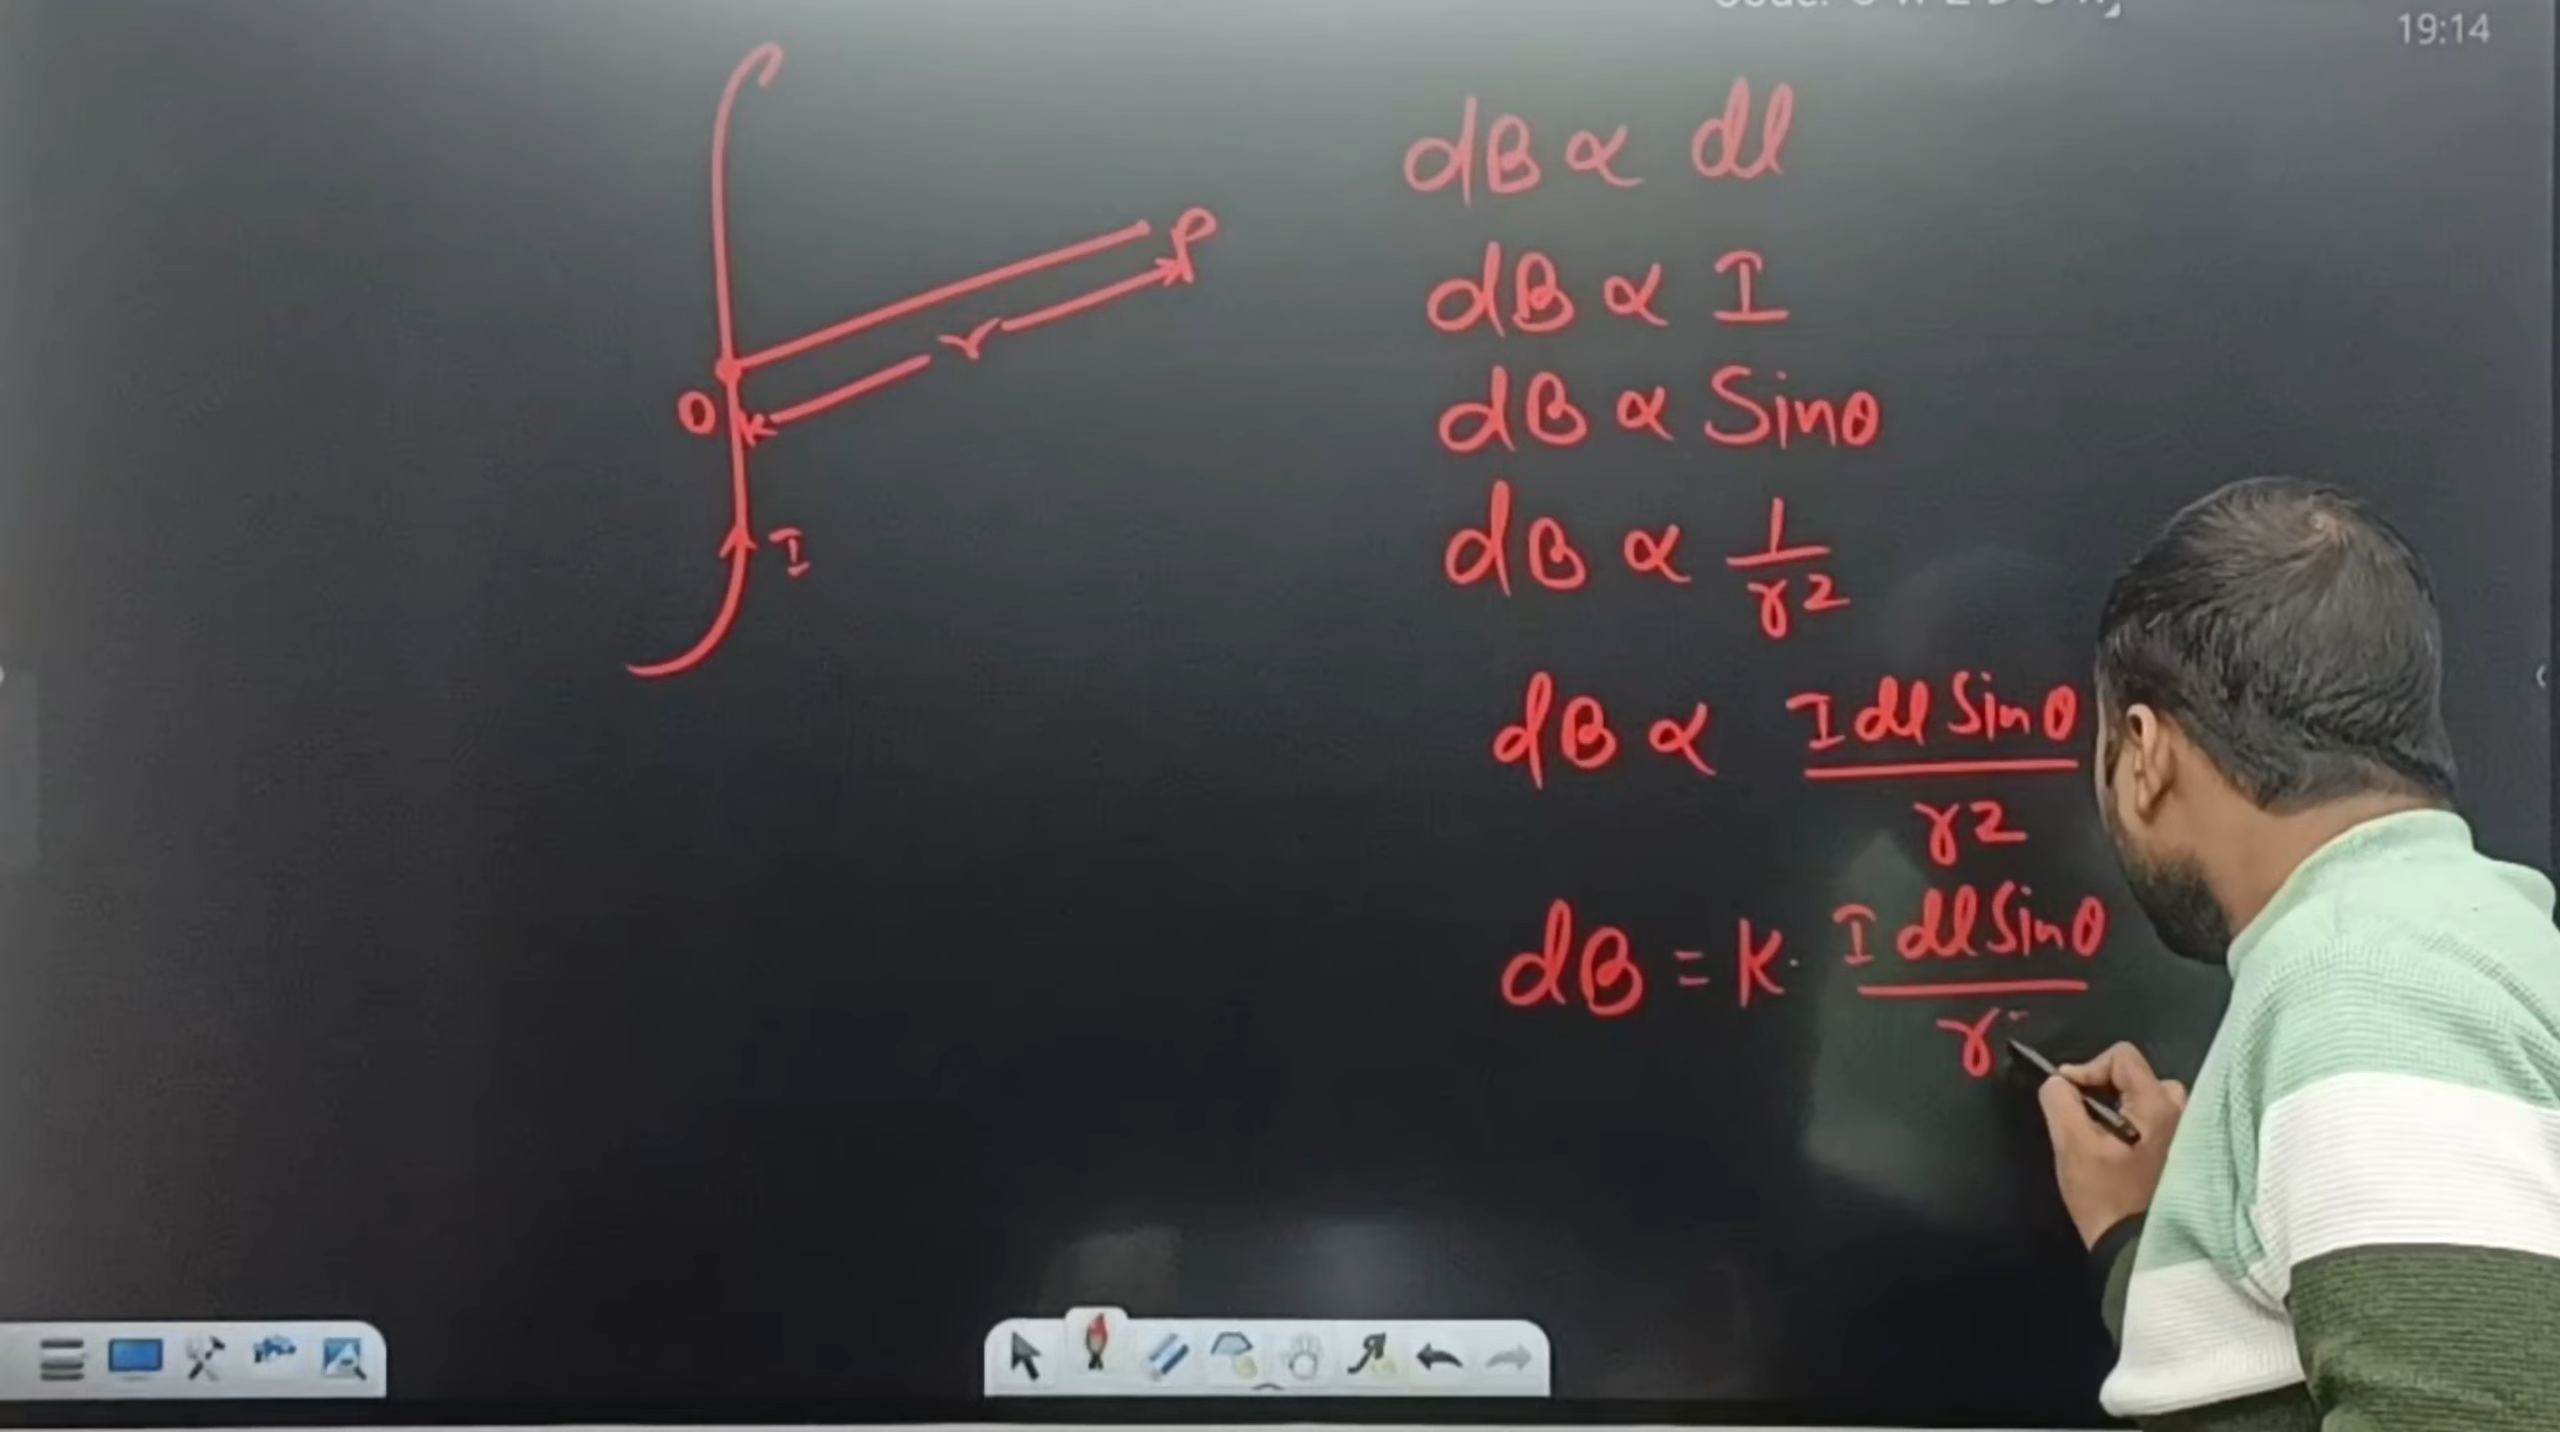 19:14
P
r
O
I
dB ∝ dl
dB ∝ I
dB ∝ Sinθ
dB ∝ 1/r2
dB ∝ I dl Sinθ / r2
dB = K. I dl Sinθ / r